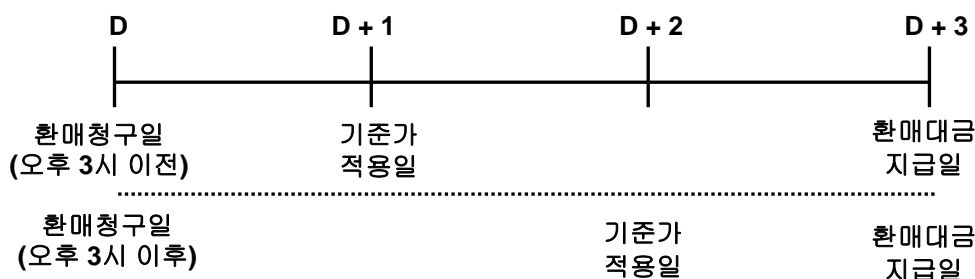 D D + 1 D + 2 D + 3
환매청구일
(오후 3시 이전)
기준가
적용일
환매대금
지급일
환매청구일
(오후 3시 이후)
기준가
적용일
환매대금
지급일